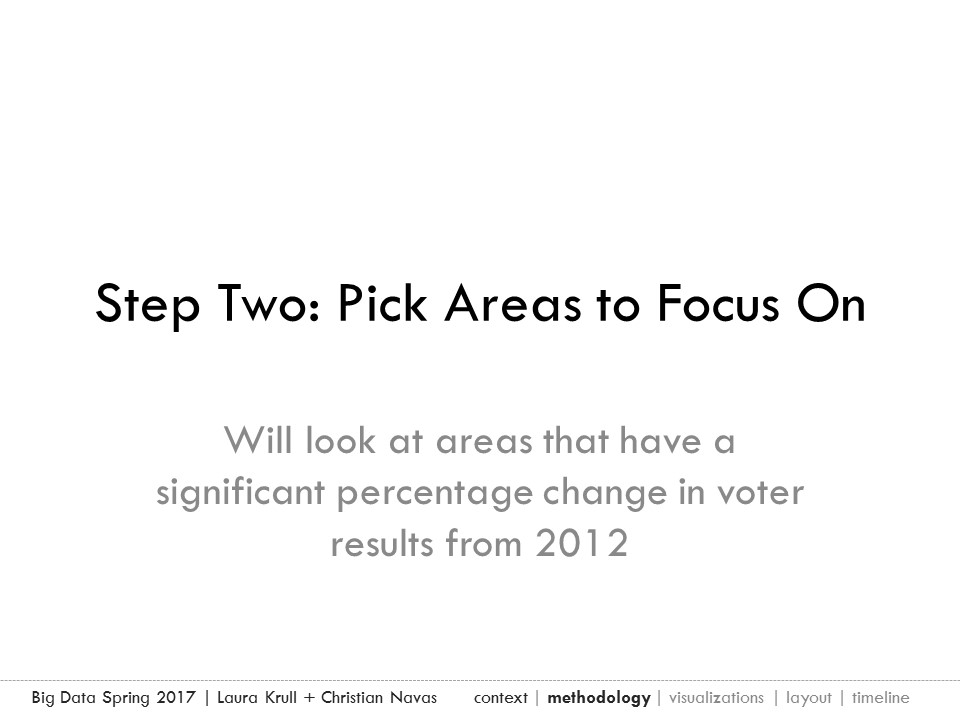 Step Two: Pick Areas to Focus On
Will look at areas that have a
significant percentage change in voter
results from 2012
Big Data Spring 2017 | Laura Krull + Christian Navas context | methodology | visualizations | layout | timeline